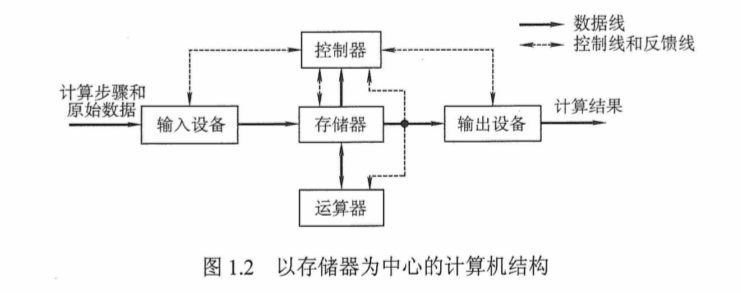 数据线
控制线和反馈线
控制器
计算步骤和
原始数据
输入设备
存储器
输出设备
计算结果
运算器
图 1.2 以存储器为中心的计算机结构